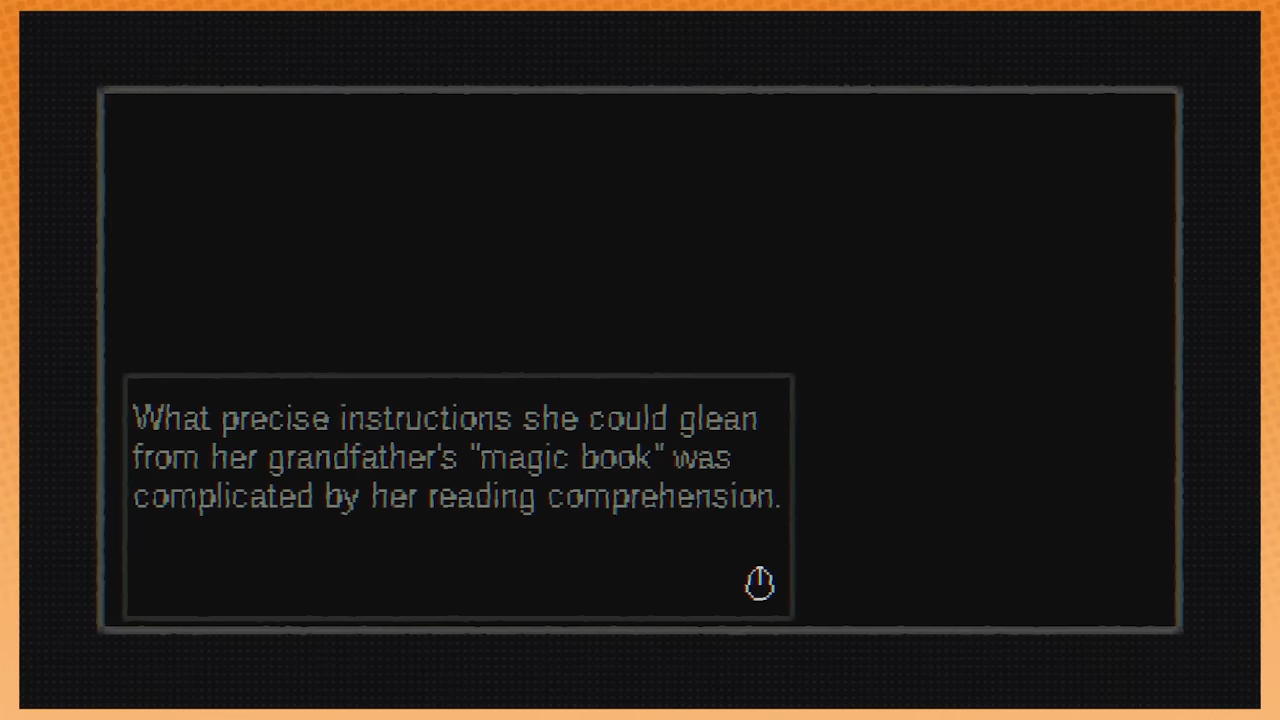 What precise instructions she could glean
from her grandfather's "magic book" was
complicated by her reading comprehension.